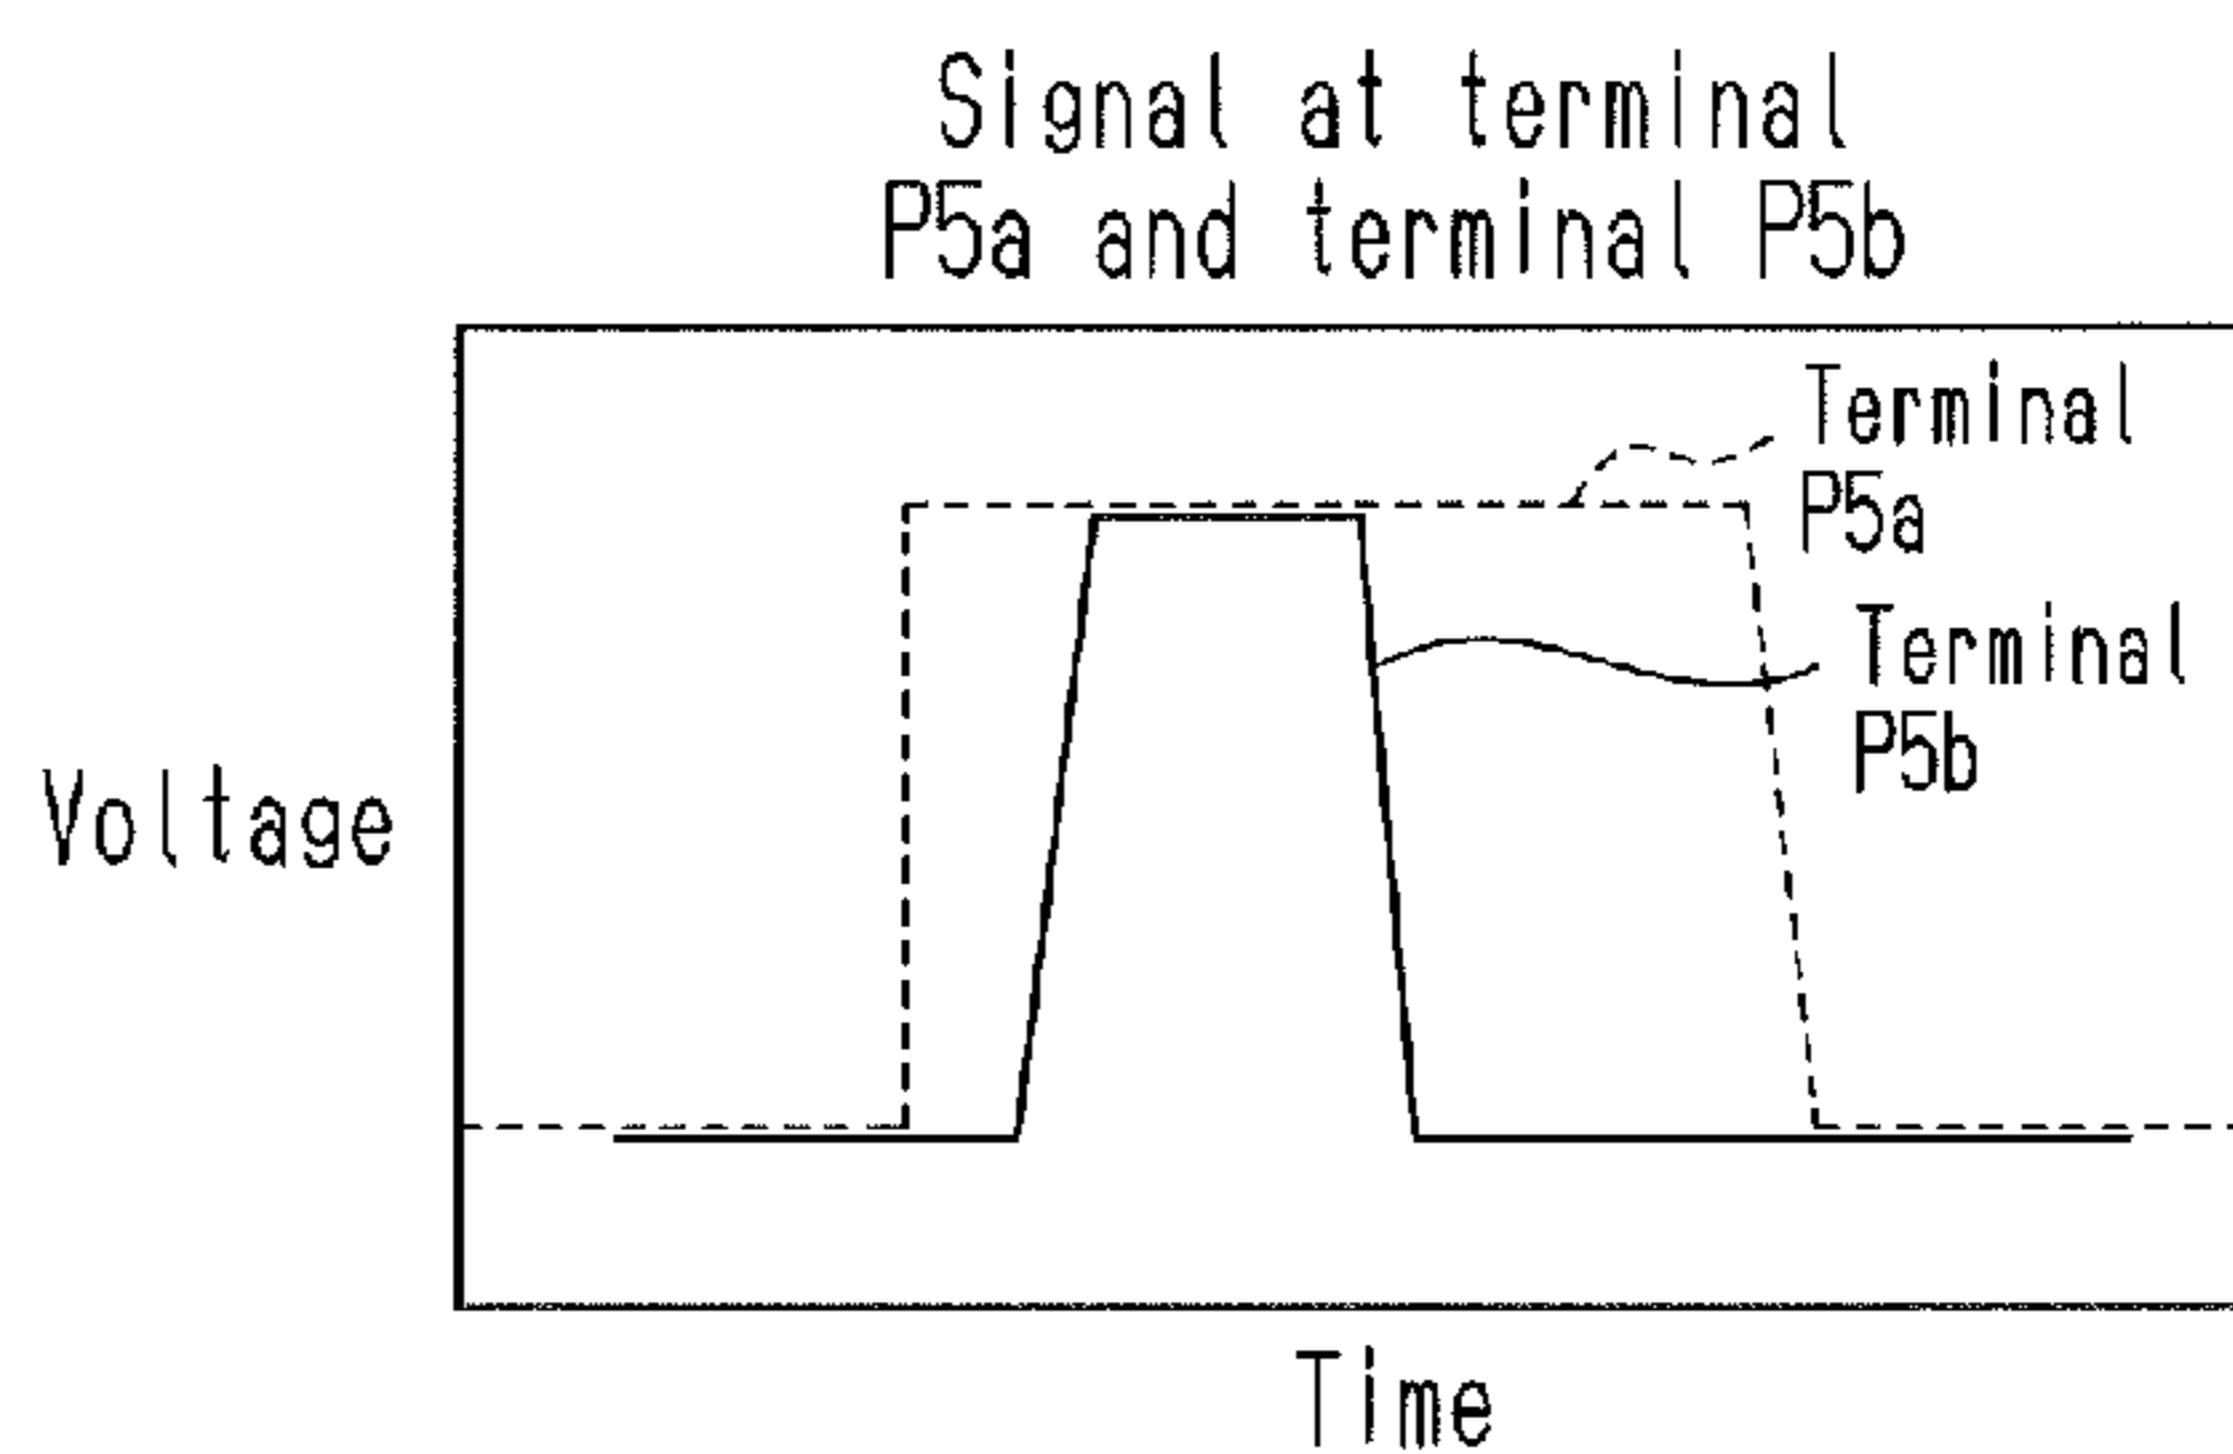 Signal at terminal
P5a and terminal P5b
Terminal
P5a
Terminal
P5b
Voltage
Time